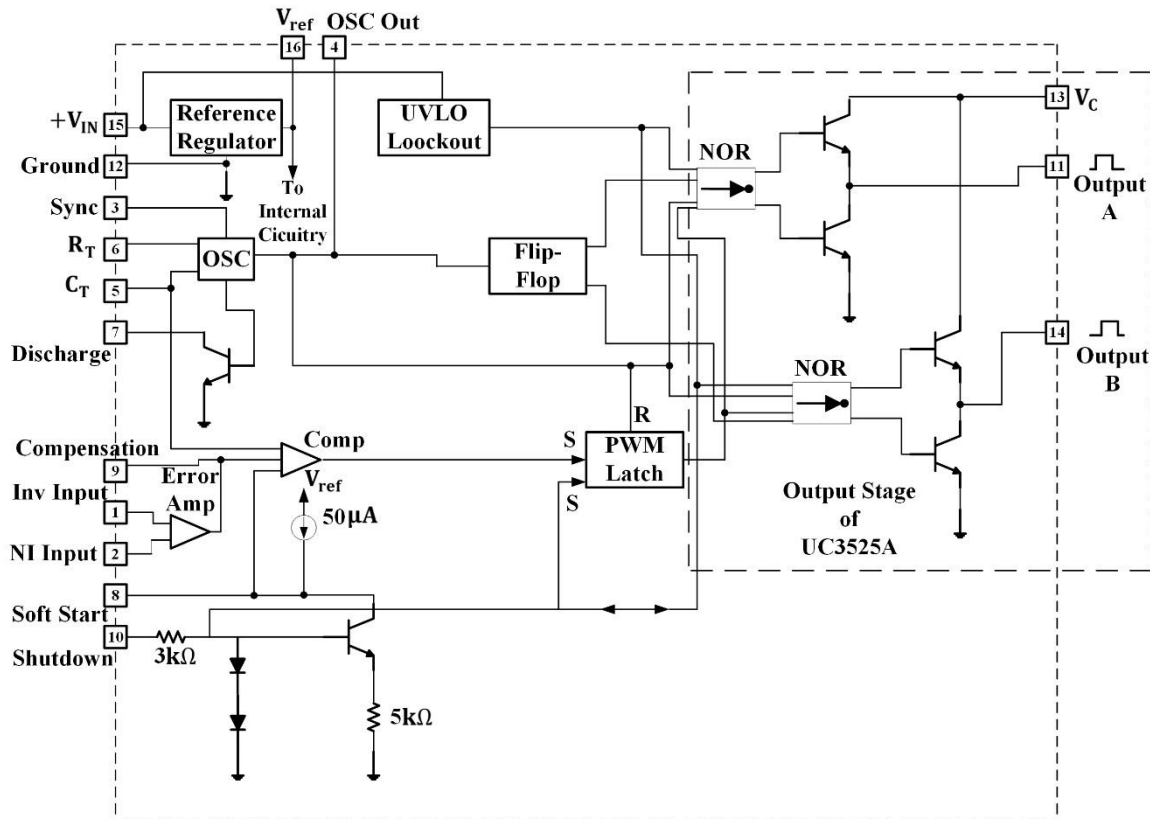 Vref
OSC Out
16
4
+VIN
15
Reference
Regulator
UVLO
Loockout
13
VC
Ground
12
NOR
11
Output
A
Sync
3
To
Internal
Cicuitry
RT
6
OSC
Flip-
Flop
CT
5
7
Discharge
14
Output
B
NOR
R
Compensation
9
Comp
S
PWM
Latch
S
Error
Amp
Vref
50μA
Inv Input
1
NI Input
2
Output Stage
of
UC3525A
8
Soft Start
10
Shutdown
3kΩ
5kΩ